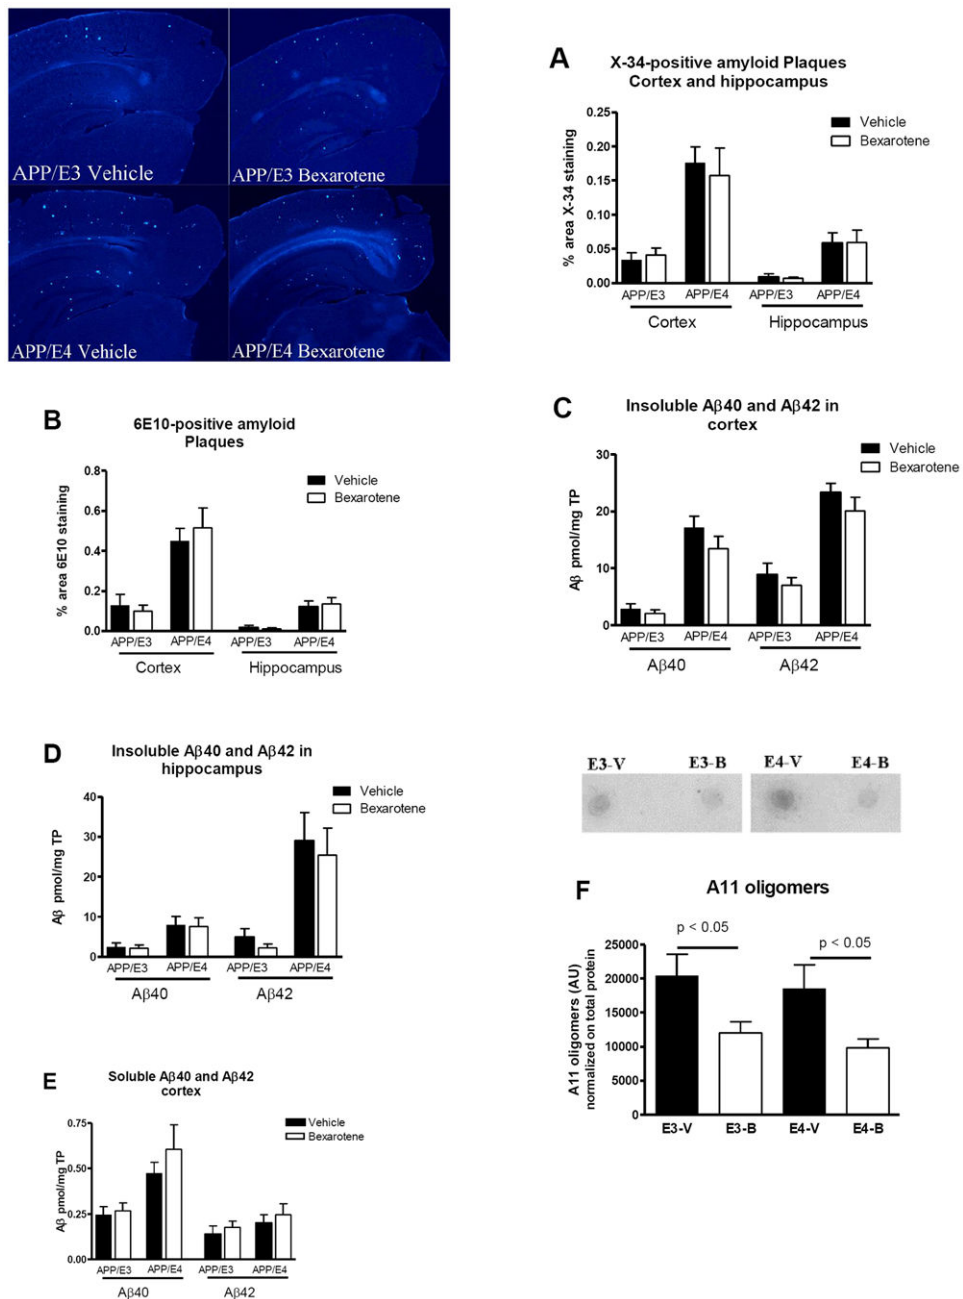 APP/E3 Vehicle
APP/E3 Bexarotene
APP/E4 Vehicle
APP/E4 Bexarotene
A
X-34-positive amyloid Plaques
Cortex and hippocampus
% area X-34 staining
0.25
0.20
0.15
0.10
0.05
0.00
Vehicle
Bexarotene
APP/E3
APP/E4
APP/E3
APP/E4
Cortex
Hippocampus
B
6E10-positive amyloid
Plaques
% area 6E10 staining
0.8
0.6
0.4
0.2
0.0
Vehicle
Bexarotene
APP/E3
APP/E4
APP/E3
APP/E4
Cortex
Hippocampus
C
Insoluble Aβ40 and Aβ42 in
cortex
Aβ pmol/mg TP
30
20
10
0
Vehicle
Bexarotene
APP/E3
APP/E4
APP/E3
APP/E4
Aβ40
Aβ42
D
Insoluble Aβ40 and Aβ42 in
hippocampus
Aβ pmol/mg TP
40
30
20
10
0
Vehicle
Bexarotene
APP/E3
APP/E4
APP/E3
APP/E4
Aβ40
Aβ42
E3-V
E3-B
E4-V
E4-B
F
A11 oligomers
A11 oligomers (AU)
normalized on total protein
25000
20000
15000
10000
5000
0
p < 0.05
p < 0.05
E3-V
E3-B
E4-V
E4-B
E
Soluble Aβ40 and Aβ42
cortex
Aβ pmol/mg TP
0.75
0.50
0.25
0.00
Vehicle
Bexarotene
APP/E3
APP/E4
APP/E3
APP/E4
Aβ40
Aβ42